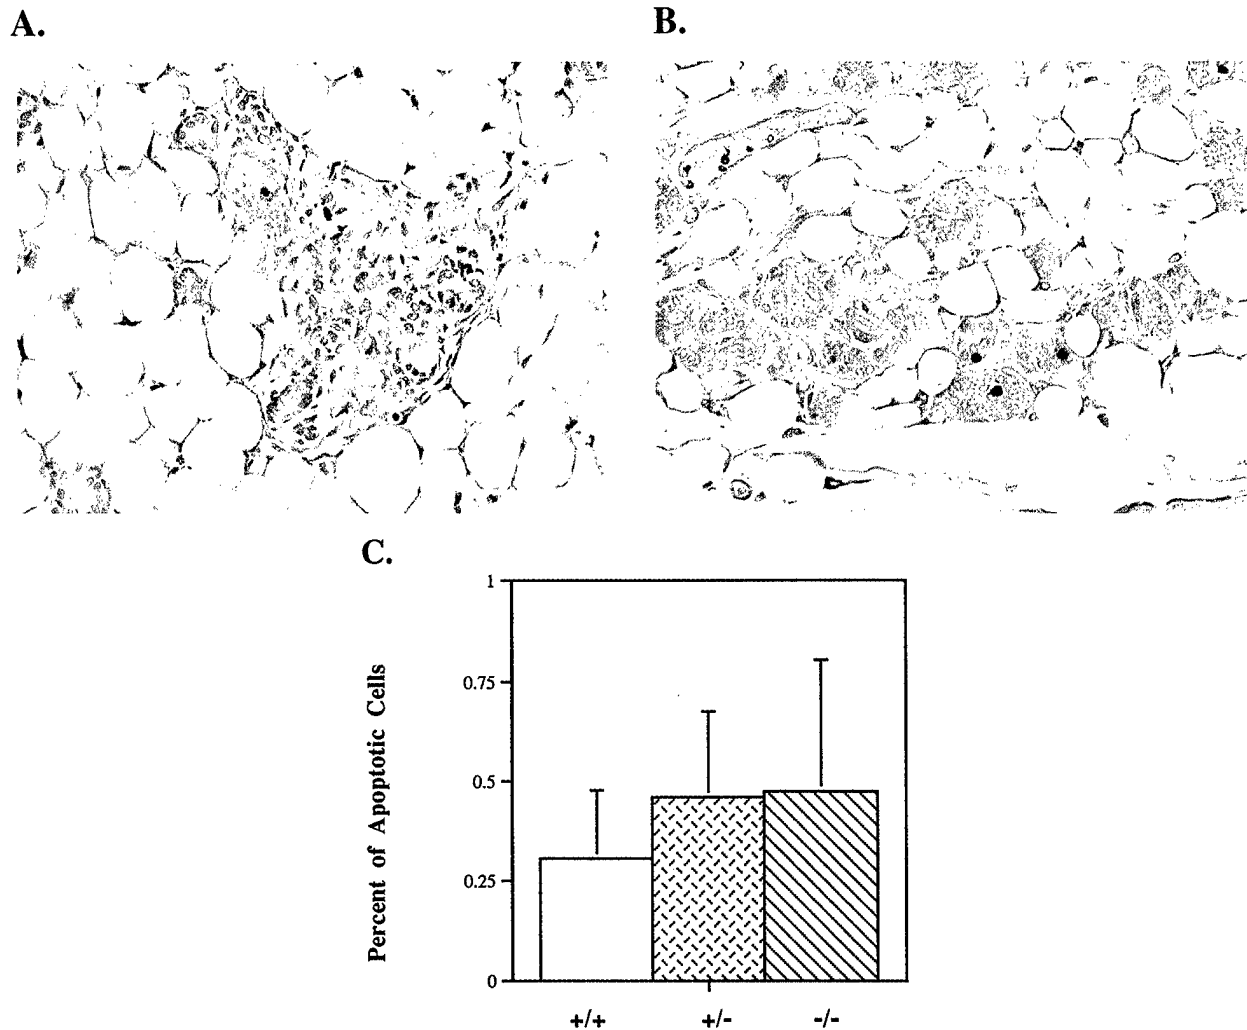 A.
B.
C.
1
0.75
0.5
0.25
0
Percent of Apoptotic Cells
+/+
+/-
-/-